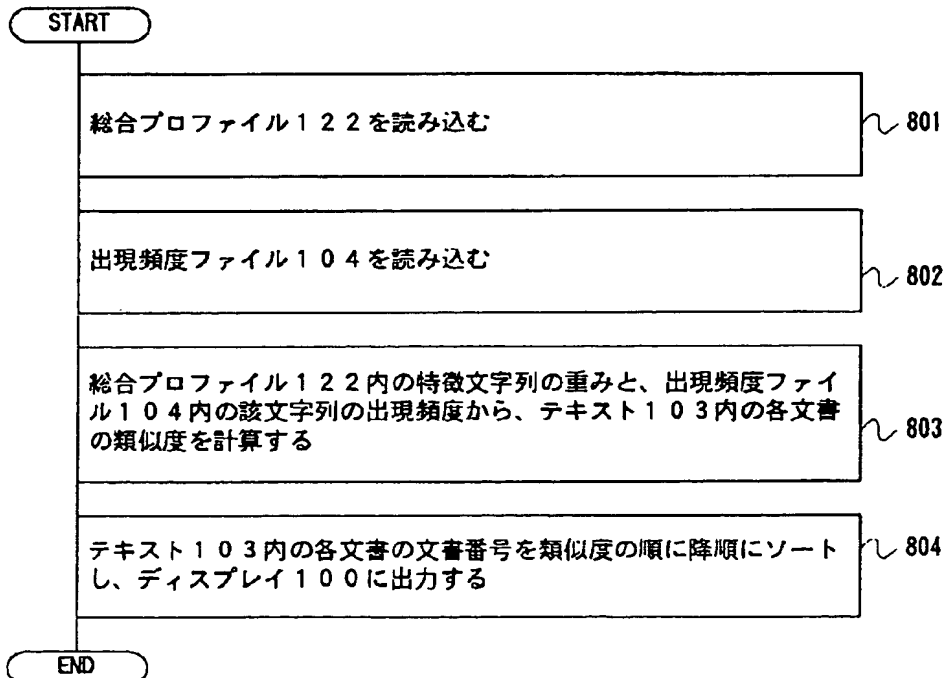 START
総合プロファイル１２２を読み込む
801
出現頻度ファイル１０４を読み込む
802
総合プロファイル１２２内の特徴文字列の重みと、出現頻度ファイ
ル１０４内の該文字列の出現頻度から、テキスト１０３内の各文書
の類似度を計算する
803
テキスト１０３内の各文書の文書番号を類似度の順に降順にソート
し、ディスプレイ１００に出力する
804
END